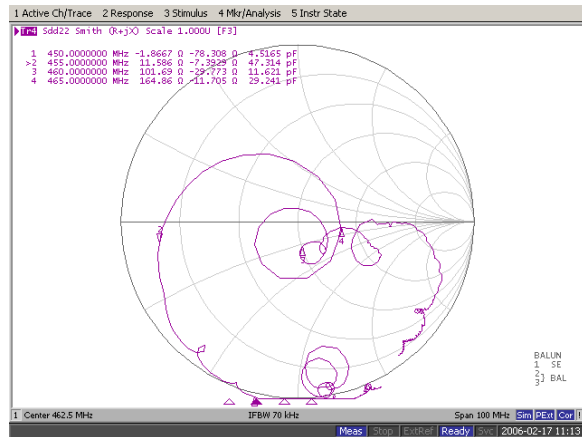 1 Active Ch/Trace 2 Response 3 Stimulus 4 Mkr/Analysis 5 Instr State
Tr4 Sdd22 Smith (R+jX) Scale 1.000U [F3]
1 450.0000000 MHz -1.8667 Ω -78.308 Ω 4.5165 pF
>2 455.0000000 MHz 11.586 Ω -7.3929 Ω 47.314 pF
3 460.0000000 MHz 101.69 Ω -29.773 Ω 11.621 pF
4 465.0000000 MHz 164.86 Ω -11.705 Ω 29.241 pF
2
3
4
1
BALUN
1 SE
2
3] BAL
1 Center 462.5 MHz IFBW 70 kHz Span 100 MHz Sim PExt Cor !
Meas Stop ExtRef Ready Svc 2006-02-17 11:13